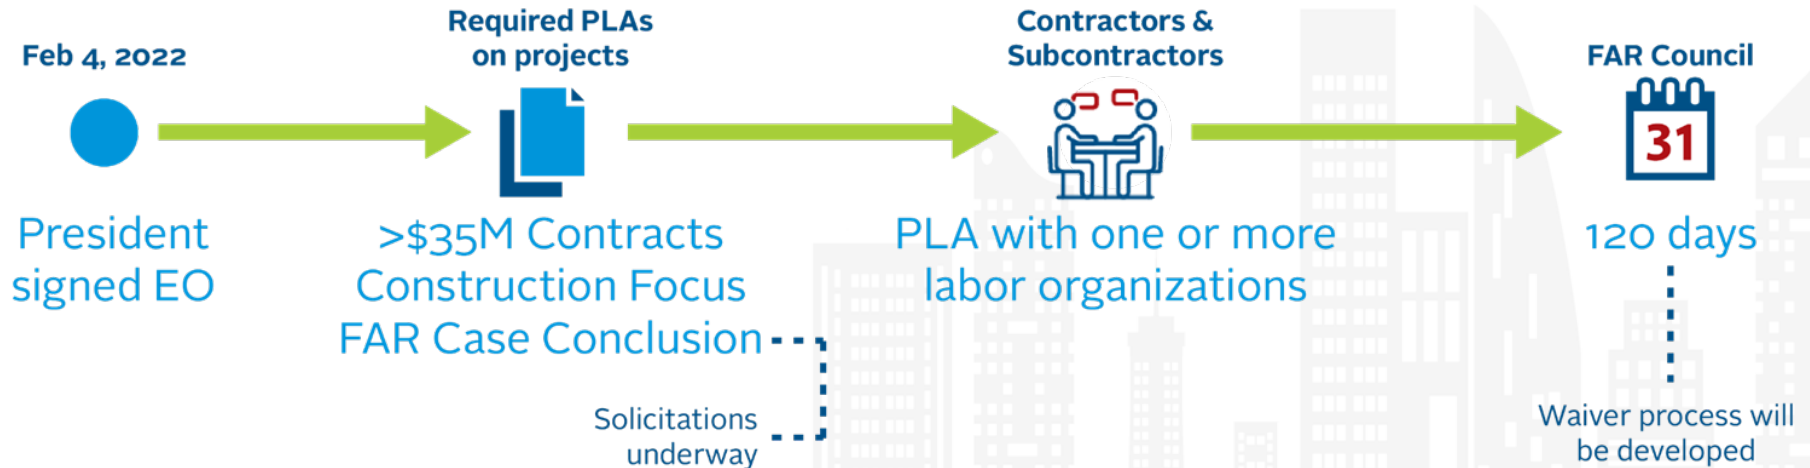 Feb 4, 2022
President
signed EO
Required PLAs
on projects
>$35M Contracts
Construction Focus
FAR Case Conclusion
Solicitations
underway
Contractors &
Subcontractors
PLA with one or more
labor organizations
FAR Council
31
120 days
Waiver process will
be developed